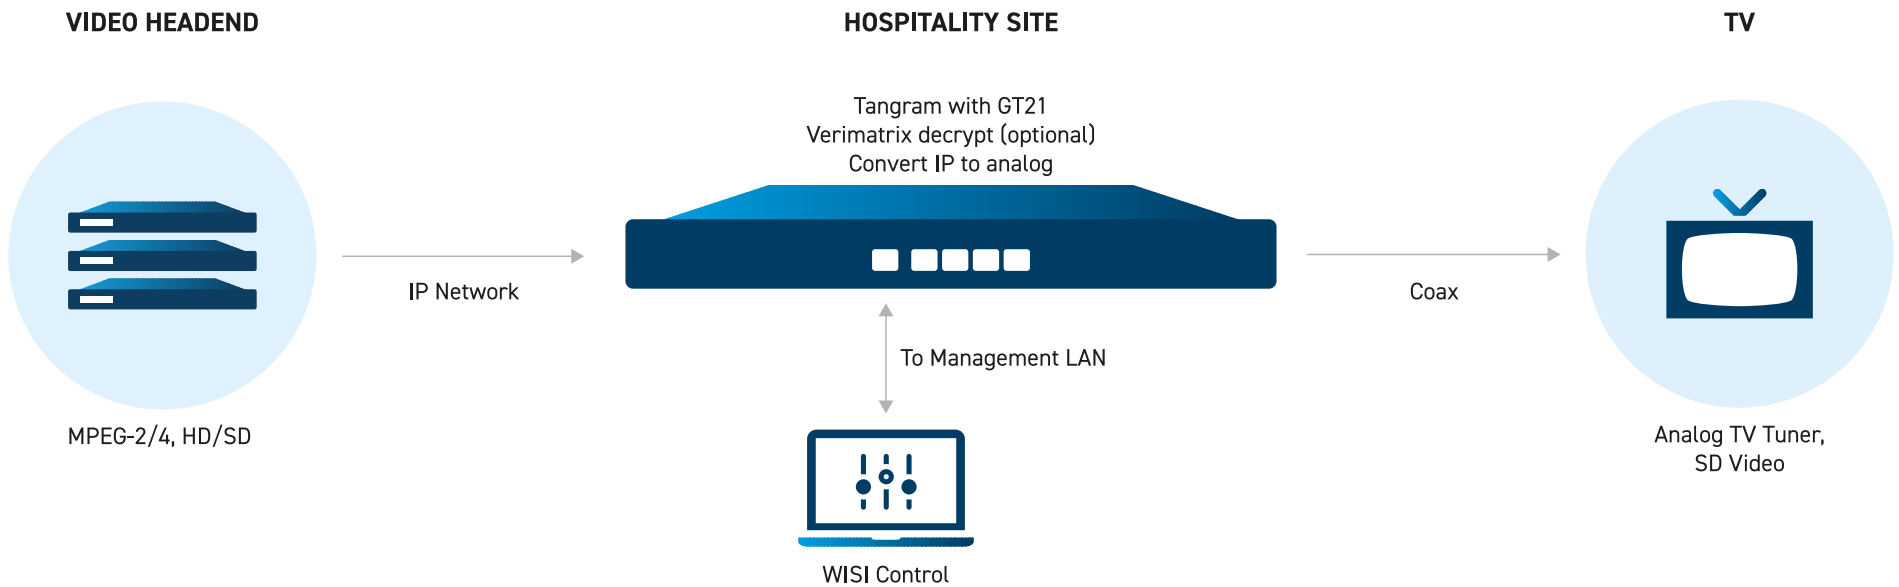 VIDEO HEADEND
HOSPITALITY SITE
TV
Tangram with GT21
Verimatrix decrypt (optional)
Convert IP to analog
IP Network
Coax
To Management LAN
MPEG-2/4, HD/SD
Analog TV Tuner,
SD Video
WISI Control